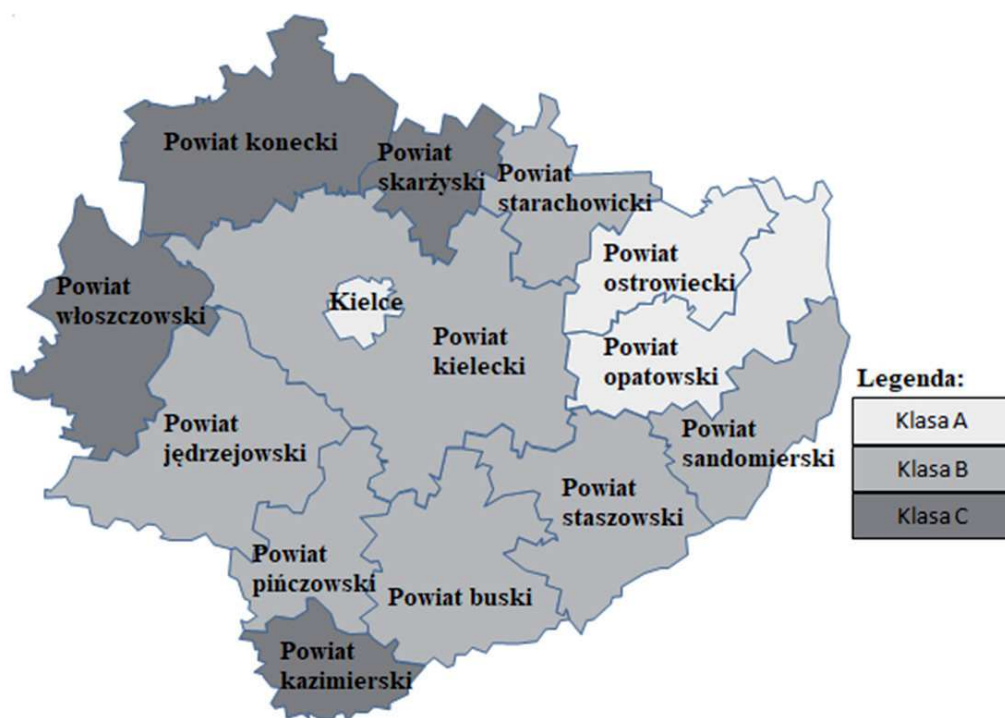 Powiat konecki
Powiat
skarżyski
Powiat
starachowicki
Powiat
ostrowiecki
Powiat
włoszczowski
Kielce
Powiat
kielecki
Powiat
opatowski
Powiat
jędrzejowski
Powiat
sandomierski
Powiat
staszowski
Powiat
pińczowski
Powiat buski
Powiat
kazimierski
Legenda:
Klasa A
Klasa B
Klasa C